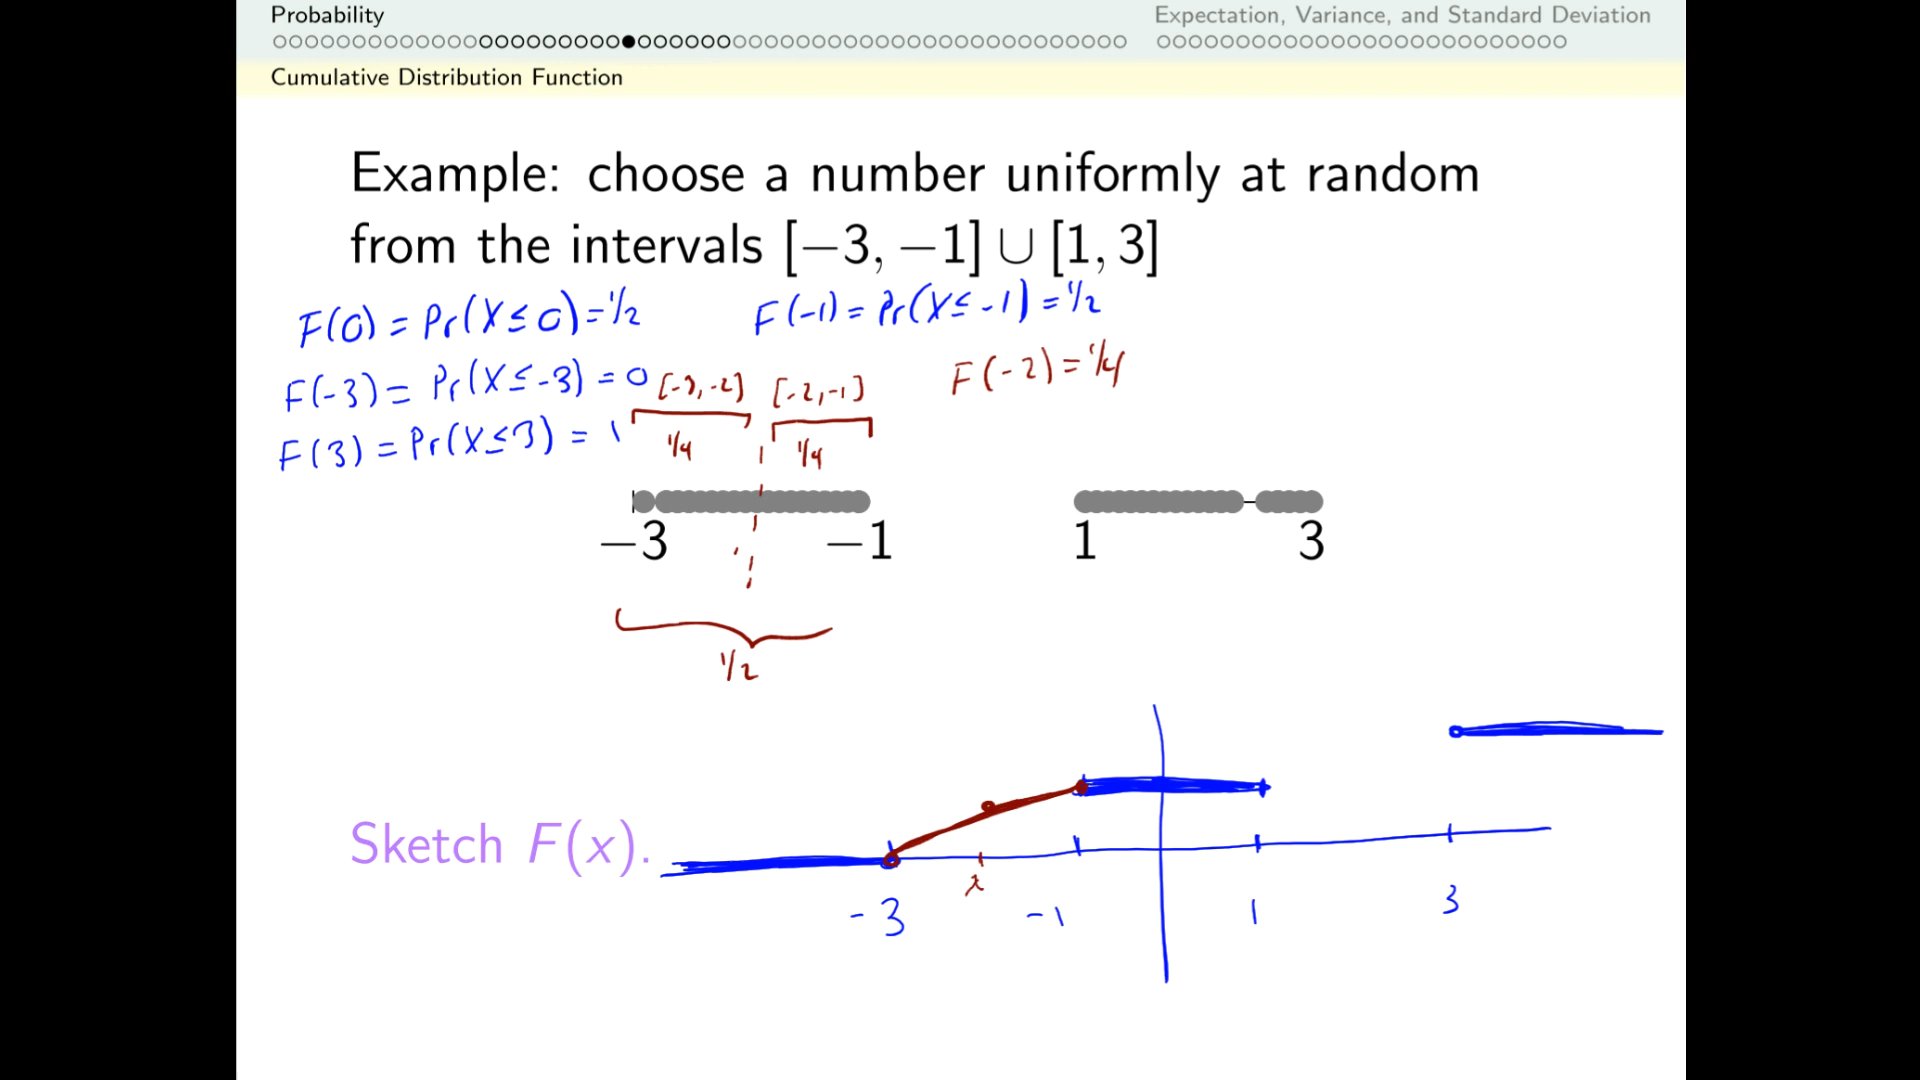 Probability
Expectation, Variance, and Standard Deviation
Cumulative Distribution Function
Example: choose a number uniformly at random
from the intervals [−3, −1] ∪ [1, 3]
F(0) = Pr(X ≤ 0) = 1/2
F(-1) = Pr(X ≤ -1) = 1/2
F(-3) = Pr(X ≤ -3) = 0
[-3,-2] [-2,-1]
F(-2) = 1/4
F(3) = Pr(X ≤ 3) = 1
1/4 1/4
−3 −1 1 3
1/2
Sketch F(x).
-3 -1 1 3